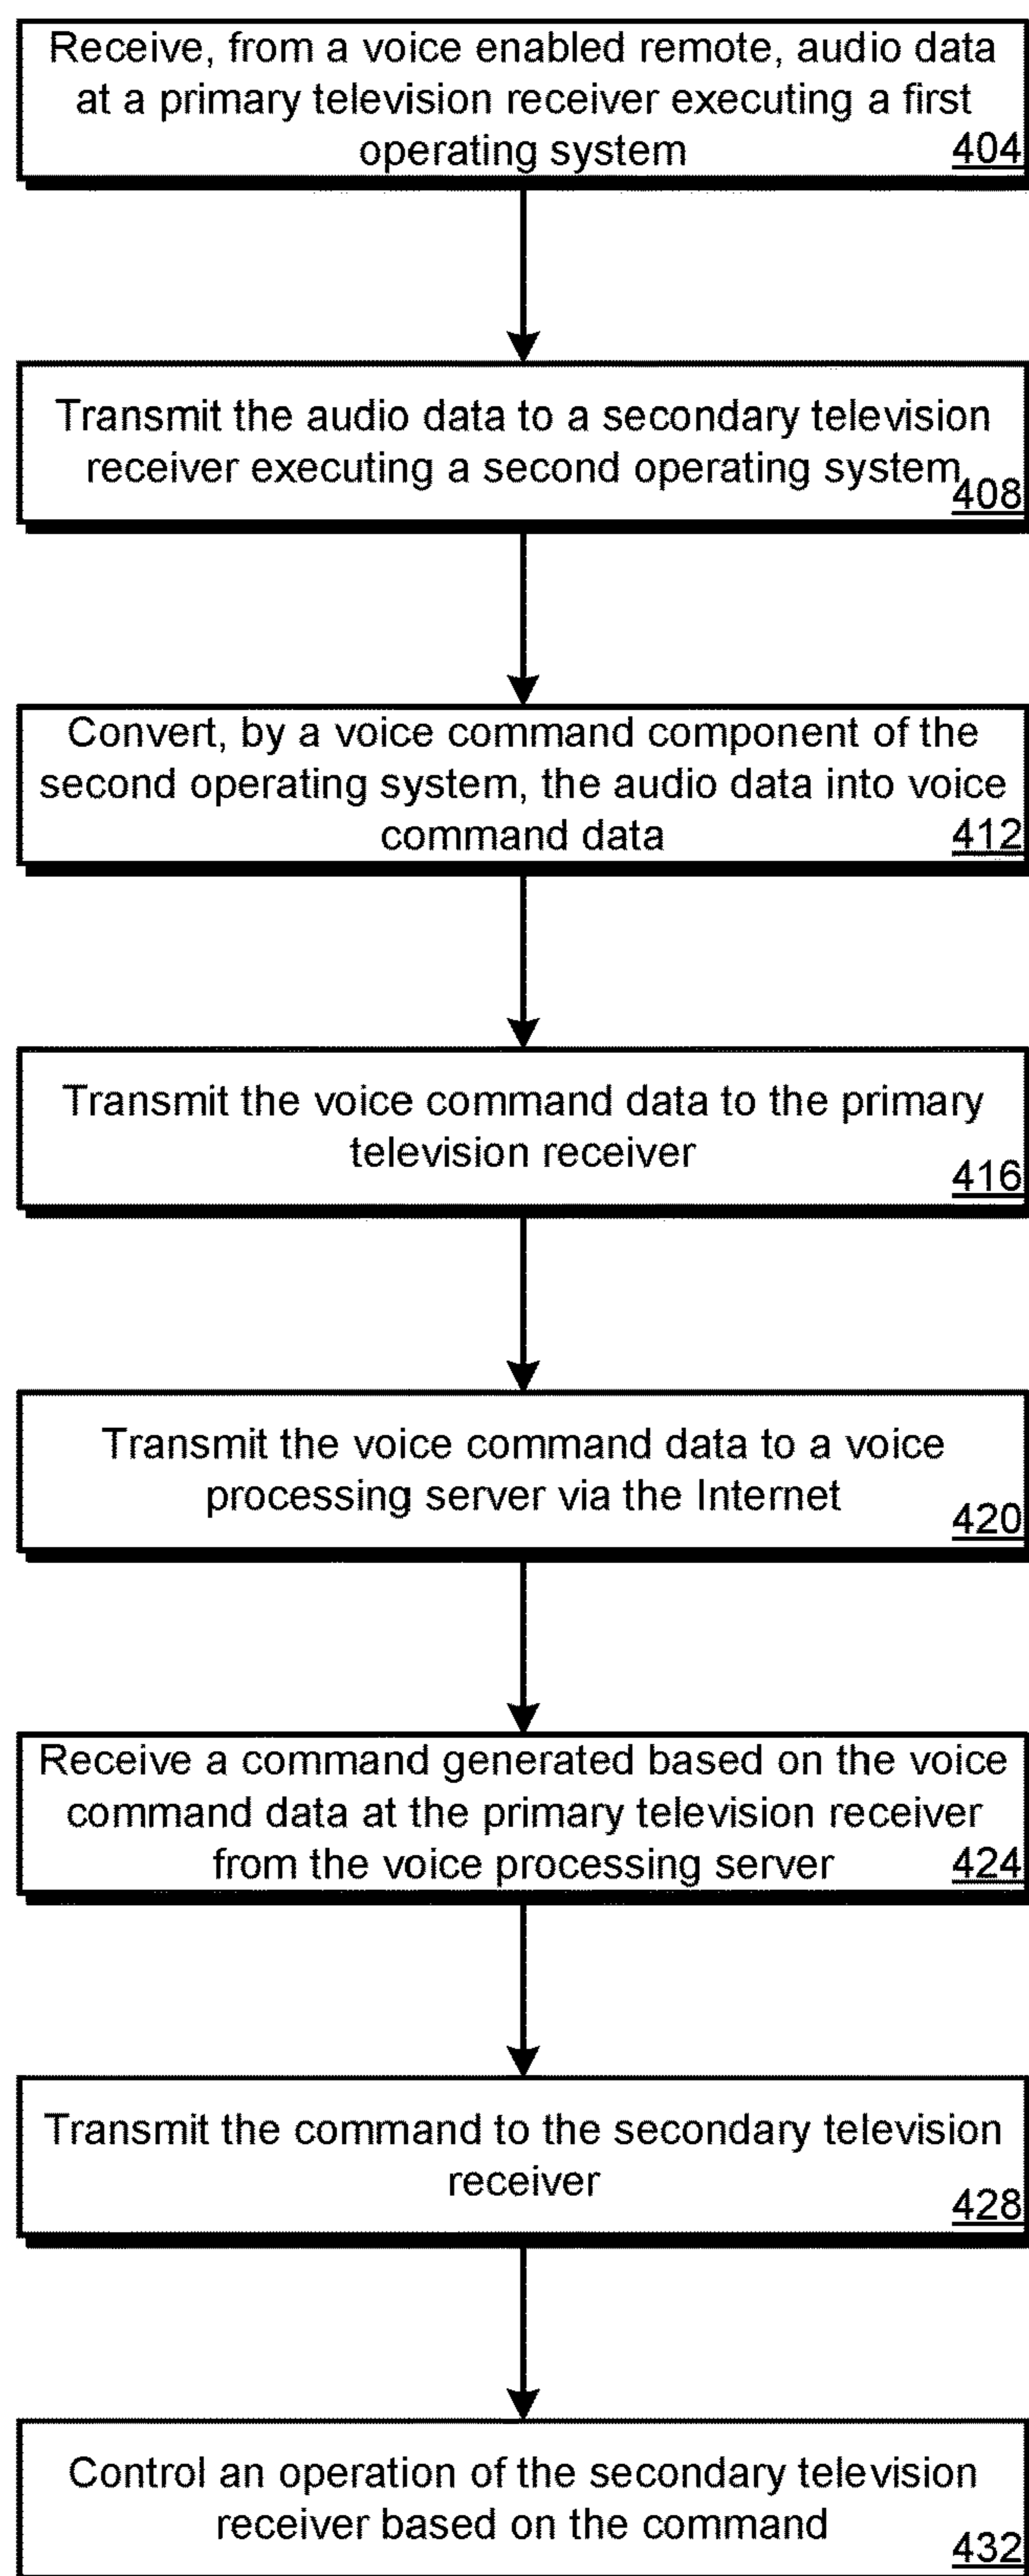 Receive, from a voice enabled remote, audio data
at a primary television receiver executing a first
operating system
404
Transmit the audio data to a secondary television
receiver executing a second operating system
408
Convert, by a voice command component of the
second operating system, the audio data into voice
command data
412
Transmit the voice command data to the primary
television receiver
416
Transmit the voice command data to a voice
processing server via the Internet
420
Receive a command generated based on the voice
command data at the primary television receiver
from the voice processing server
424
Transmit the command to the secondary television
receiver
428
Control an operation of the secondary television
receiver based on the command
432